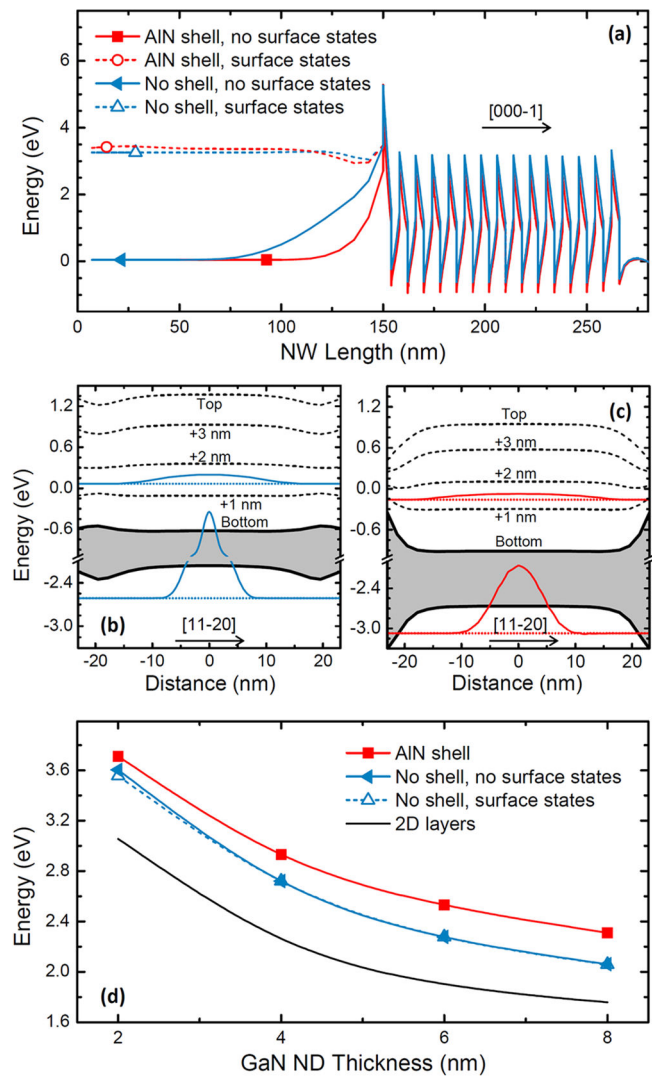 6
3
0
Energy (eV)
AlN shell, no surface states
AlN shell, surface states
No shell, no surface states
No shell, surface states
(a)
[000-1]
0 50 100 150 200 250
NW Length (nm)
1.2
0.6
0.0
-0.6
-2.4
-3.0
Energy (eV)
Top
+3 nm
+2 nm
+1 nm
Bottom
(b)
[11-20]
-20 -10 0 10 20
Distance (nm)
1.2
0.6
0.0
-0.6
-2.4
-3.0
Top
(c)
+3 nm
+2 nm
+1 nm
Bottom
[11-20]
-20 -10 0 10 20
Distance (nm)
3.6
3.2
2.8
2.4
2.0
1.6
Energy (eV)
AlN shell
No shell, no surface states
No shell, surface states
2D layers
(d)
2 4 6 8
GaN ND Thickness (nm)